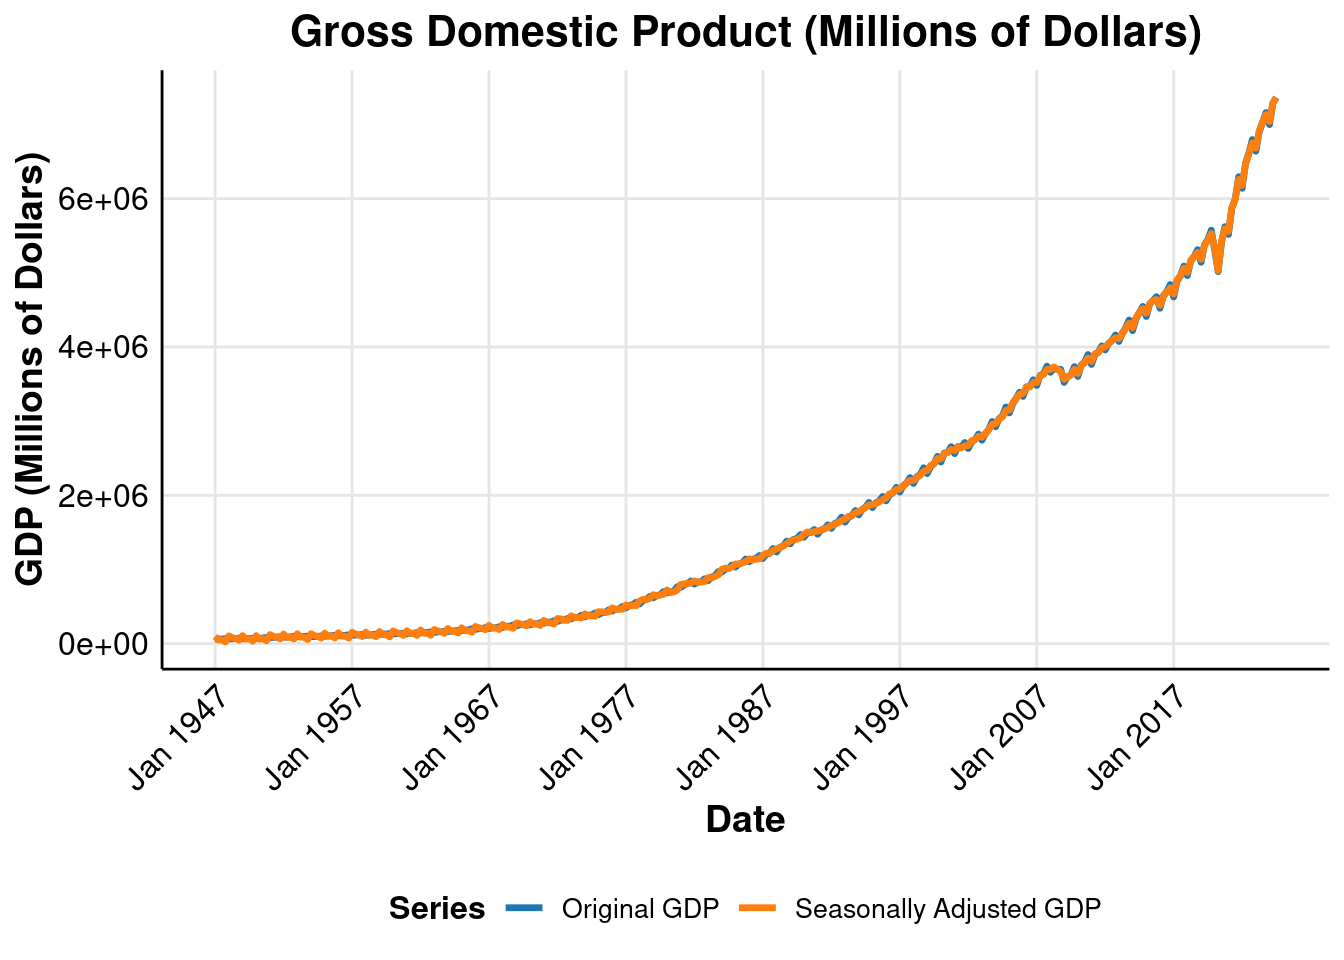 Gross Domestic Product (Millions of Dollars)
GDP (Millions of Dollars)
6e+06
4e+06
2e+06
0e+00
Jan 1947
Jan 1957
Jan 1967
Jan 1977
Jan 1987
Jan 1997
Jan 2007
Jan 2017
Date
Series Original GDP Seasonally Adjusted GDP